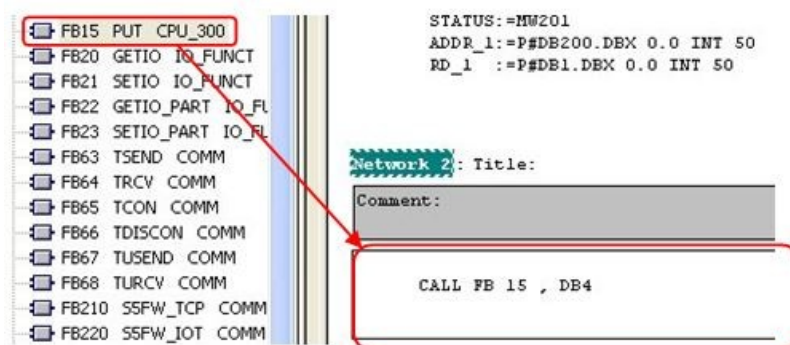 FB15 PUT CPU_300
FB20 GETIO IO_FUNCT
FB21 SETIO IO_FUNCT
FB22 GETIO_PART IO_FU
FB23 SETIO_PART IO_FL
FB63 TSEND COMM
FB64 TRCV COMM
FB65 TCON COMM
FB66 TDISCON COMM
FB67 TUSEND COMM
FB68 TURCV COMM
FB210 S5FW_TCP COMM
FB220 S5FW_IOT COMM
STATUS:=MW201
ADDR_1:=P#DB200.DBX 0.0 INT 50
RD_1 :=P#DB1.DBX 0.0 INT 50
Network 2: Title:
Comment:
CALL FB 15 , DB4